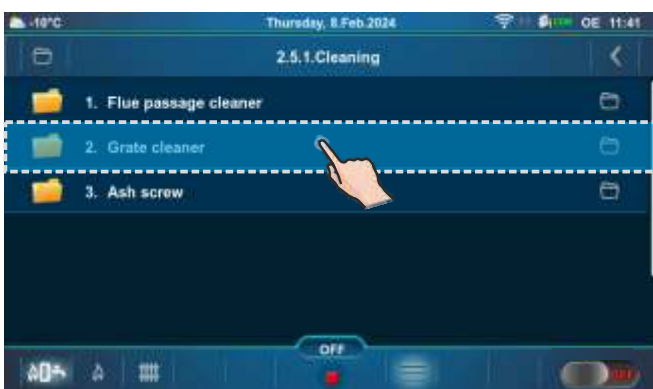 -10°C Thursday, 8.Feb 2024 OE 11:41
2.5.1.Cleaning
1. Flue passage cleaner
2. Grate cleaner
3. Ash screw
OFF
OFF